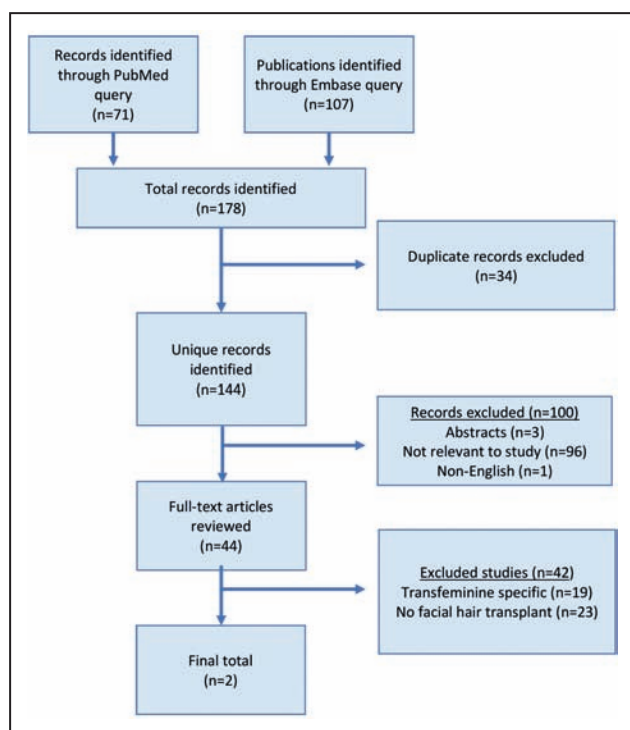 Records identified
through PubMed
query
(n=71)
Publications identified
through Embase query
(n=107)
Total records identified
(n=178)
Duplicate records excluded
(n=34)
Unique records
identified
(n=144)
Records excluded (n=100)
Abstracts (n=3)
Not relevant to study (n=96)
Non-English (n=1)
Full-text articles
reviewed
(n=44)
Excluded studies (n=42)
Transfeminine specific (n=19)
No facial hair transplant (n=23)
Final total
(n=2)